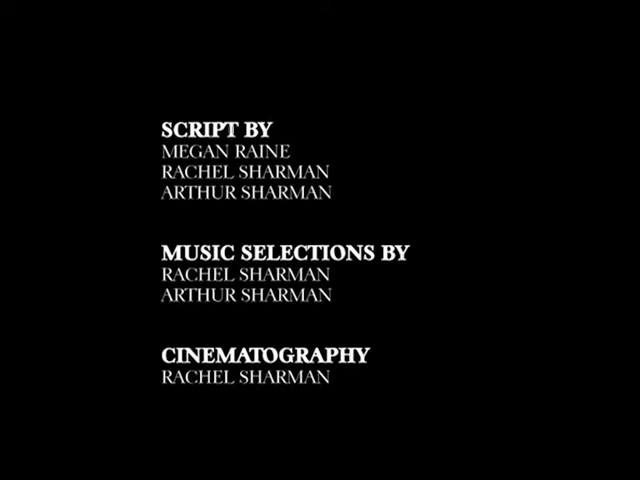 SCRIPT BY
MEGAN RAINE
RACHEL SHARMAN
ARTHUR SHARMAN
MUSIC SELECTIONS BY
RACHEL SHARMAN
ARTHUR SHARMAN
CINEMATOGRAPHY
RACHEL SHARMAN